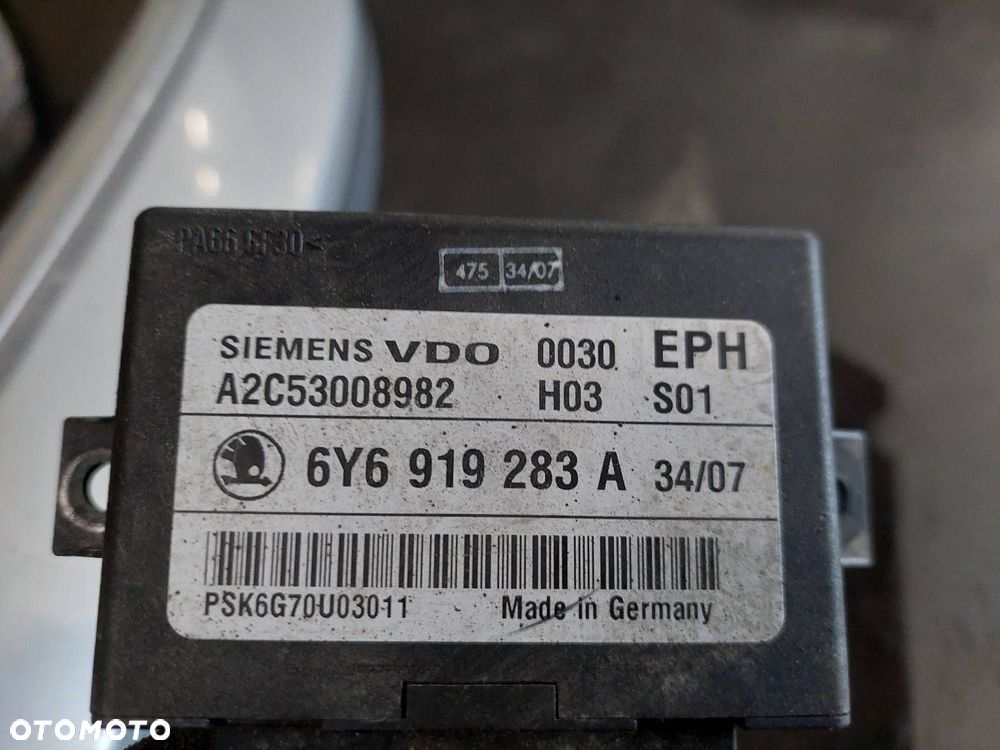 PA66 GF30
475 34/07
SIEMENS VDO 0030 EPH
A2C53008982 H03 S01
6Y6 919 283 A 34/07
PSK6G70U03011 Made in Germany
OTOMOTO